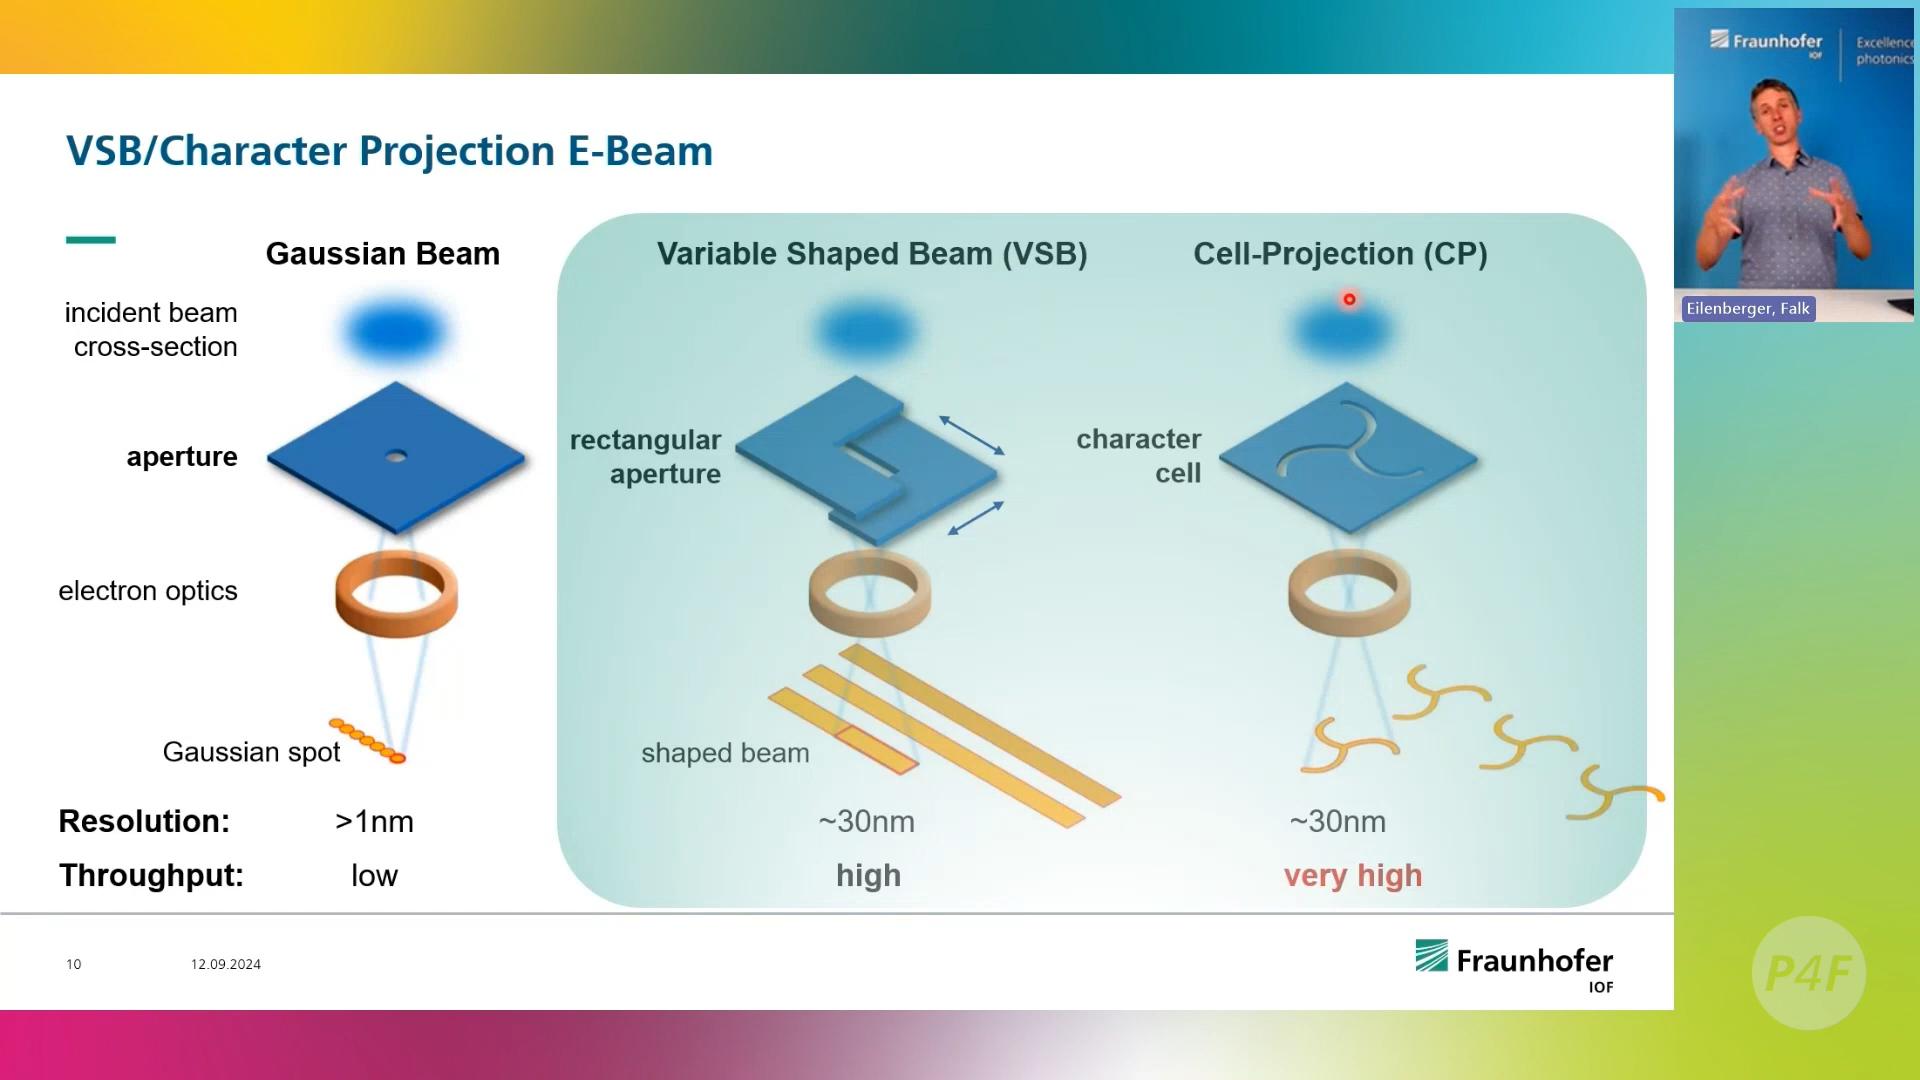 VSB/Character Projection E-Beam
Gaussian Beam
Variable Shaped Beam (VSB)
Cell-Projection (CP)
incident beam
cross-section
aperture
rectangular
aperture
character
cell
electron optics
Gaussian spot
shaped beam
Resolution:
>1nm
~30nm
~30nm
Throughput:
low
high
very high
10
12.09.2024
Fraunhofer
IOF
Fraunhofer
IOF
Excellence
photonics
Eilenberger, Falk
P4F